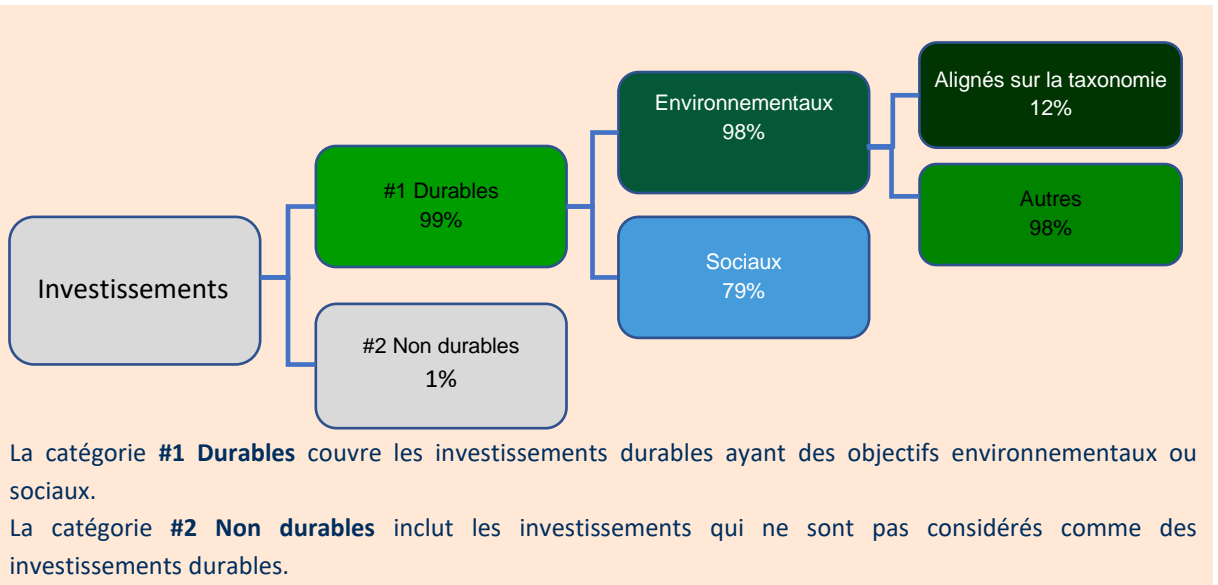 Investissements
#1 Durables
99%
#2 Non durables
1%
Environnementaux
98%
Sociaux
79%
Alignés sur la taxonomie
12%
Autres
98%
La catégorie #1 Durables couvre les investissements durables ayant des objectifs environnementaux ou
sociaux.
La catégorie #2 Non durables inclut les investissements qui ne sont pas considérés comme des
investissements durables.